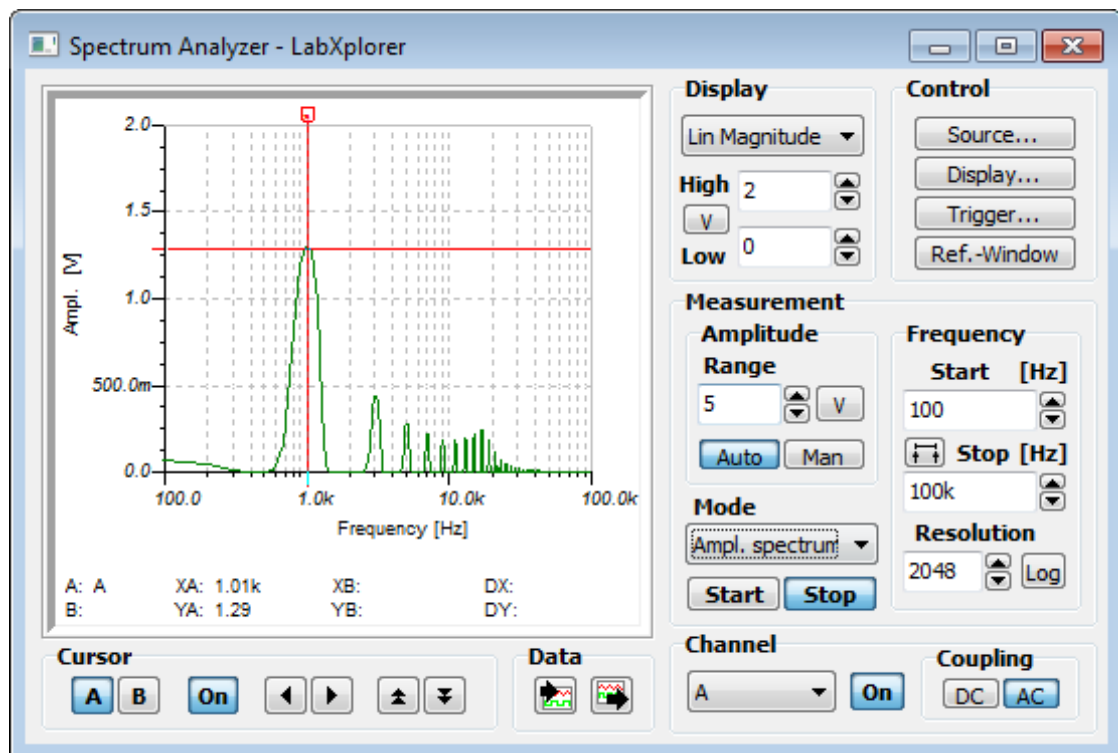 Spectrum Analyzer - LabXplorer
2.0
1.5
1.0
500.0m
0.0
Ampl. [V]
100.0 1.0k 10.0k 100.0k
Frequency [Hz]
A: A XA: 1.01k XB: DX:
B: YA: 1.29 YB: DY:
Cursor
A B On
Data
Display
Lin Magnitude
High 2
V
Low 0
Control
Source...
Display...
Trigger...
Ref.-Window
Measurement
Amplitude
Range
5 V
Auto Man
Mode
Ampl. spectrum
Start Stop
Frequency
Start [Hz]
100
Stop [Hz]
100k
Resolution
2048 Log
Channel
A On
Coupling
DC AC